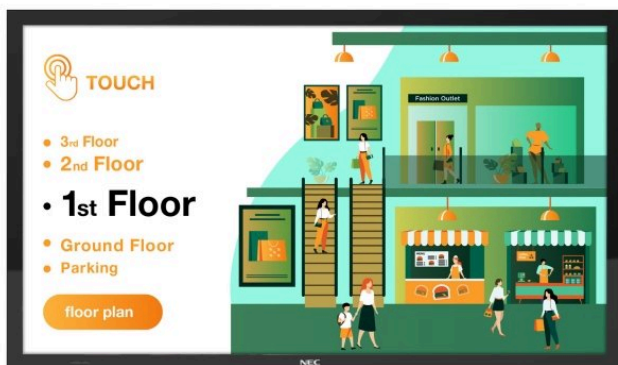 TOUCH
3rd Floor
2nd Floor
1st Floor
Ground Floor
Parking
floor plan
Fashion Outlet
NEC